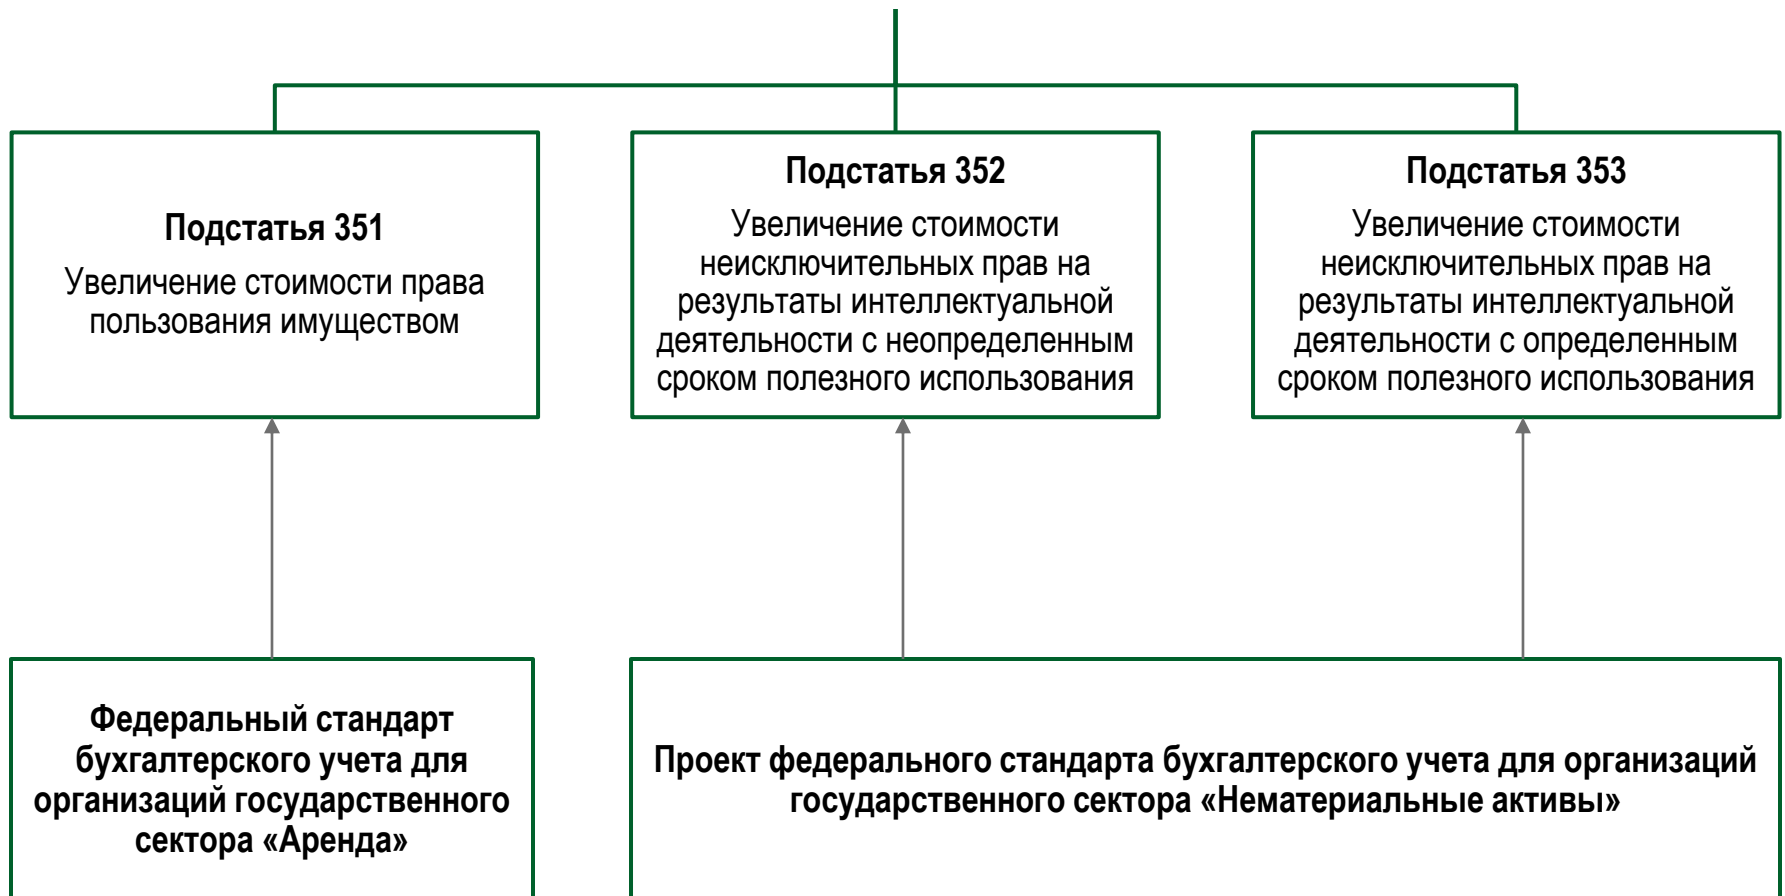 Подстатья 351
Увеличение стоимости права
пользования имуществом
Подстатья 352
Увеличение стоимости
неисключительных прав на
результаты интеллектуальной
деятельности с неопределенным
сроком полезного использования
Подстатья 353
Увеличение стоимости
неисключительных прав на
результаты интеллектуальной
деятельности с определенным
сроком полезного использования
Федеральный стандарт
бухгалтерского учета для
организаций государственного
сектора «Аренда»
Проект федерального стандарта бухгалтерского учета для организаций
государственного сектора «Нематериальные активы»